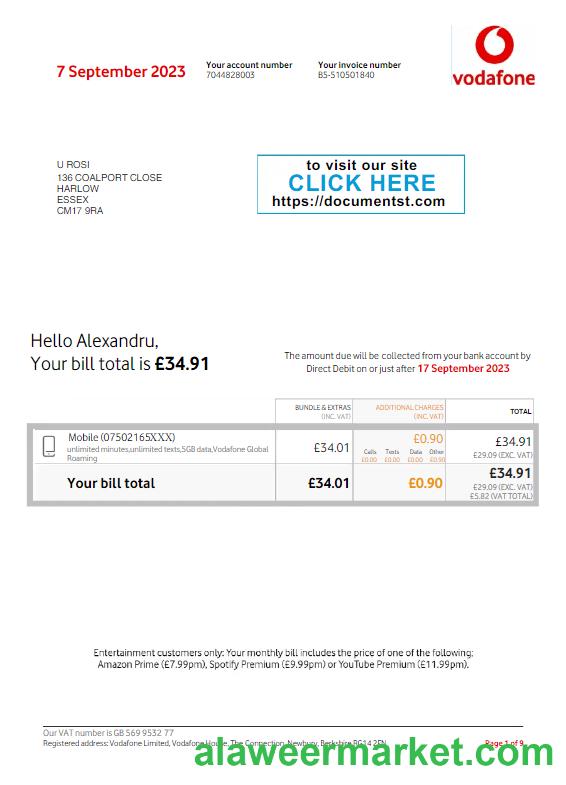 7 September 2023
Your account number
7044828003
Your invoice number
B5-510501840
vodafone
U ROSI
136 COALPORT CLOSE
HARLOW
ESSEX
CM17 9RA
to visit our site
CLICK HERE
https://documentst.com
Hello Alexandru,
Your bill total is £34.91
The amount due will be collected from your bank account by
Direct Debit on or just after 17 September 2023
BUNDLE & EXTRAS
(INC. VAT)
ADDITIONAL CHARGES
(INC. VAT)
TOTAL
Mobile (07502165XXX)
unlimited minutes,unlimited texts,5GB data,Vodafone Global
Roaming
£34.01
£0.90
Calls Texts Data Other
£0.00 £0.00 £0.00 £0.90
£34.91
£29.09 (EXC. VAT)
Your bill total
£34.01
£0.90
£34.91
£29.09 (EXC. VAT)
£5.82 (VAT TOTAL)
Entertainment customers only: Your monthly bill includes the price of one of the following:
Amazon Prime (£7.99pm), Spotify Premium (£9.99pm) or YouTube Premium (£11.99pm).
Our VAT number is GB 569 9532 77
Registered address: Vodafone Limited, Vodafone House, The Connection, Newbury, Berkshire RG14 2FN
Page 1 of 9
alaweermarket.com